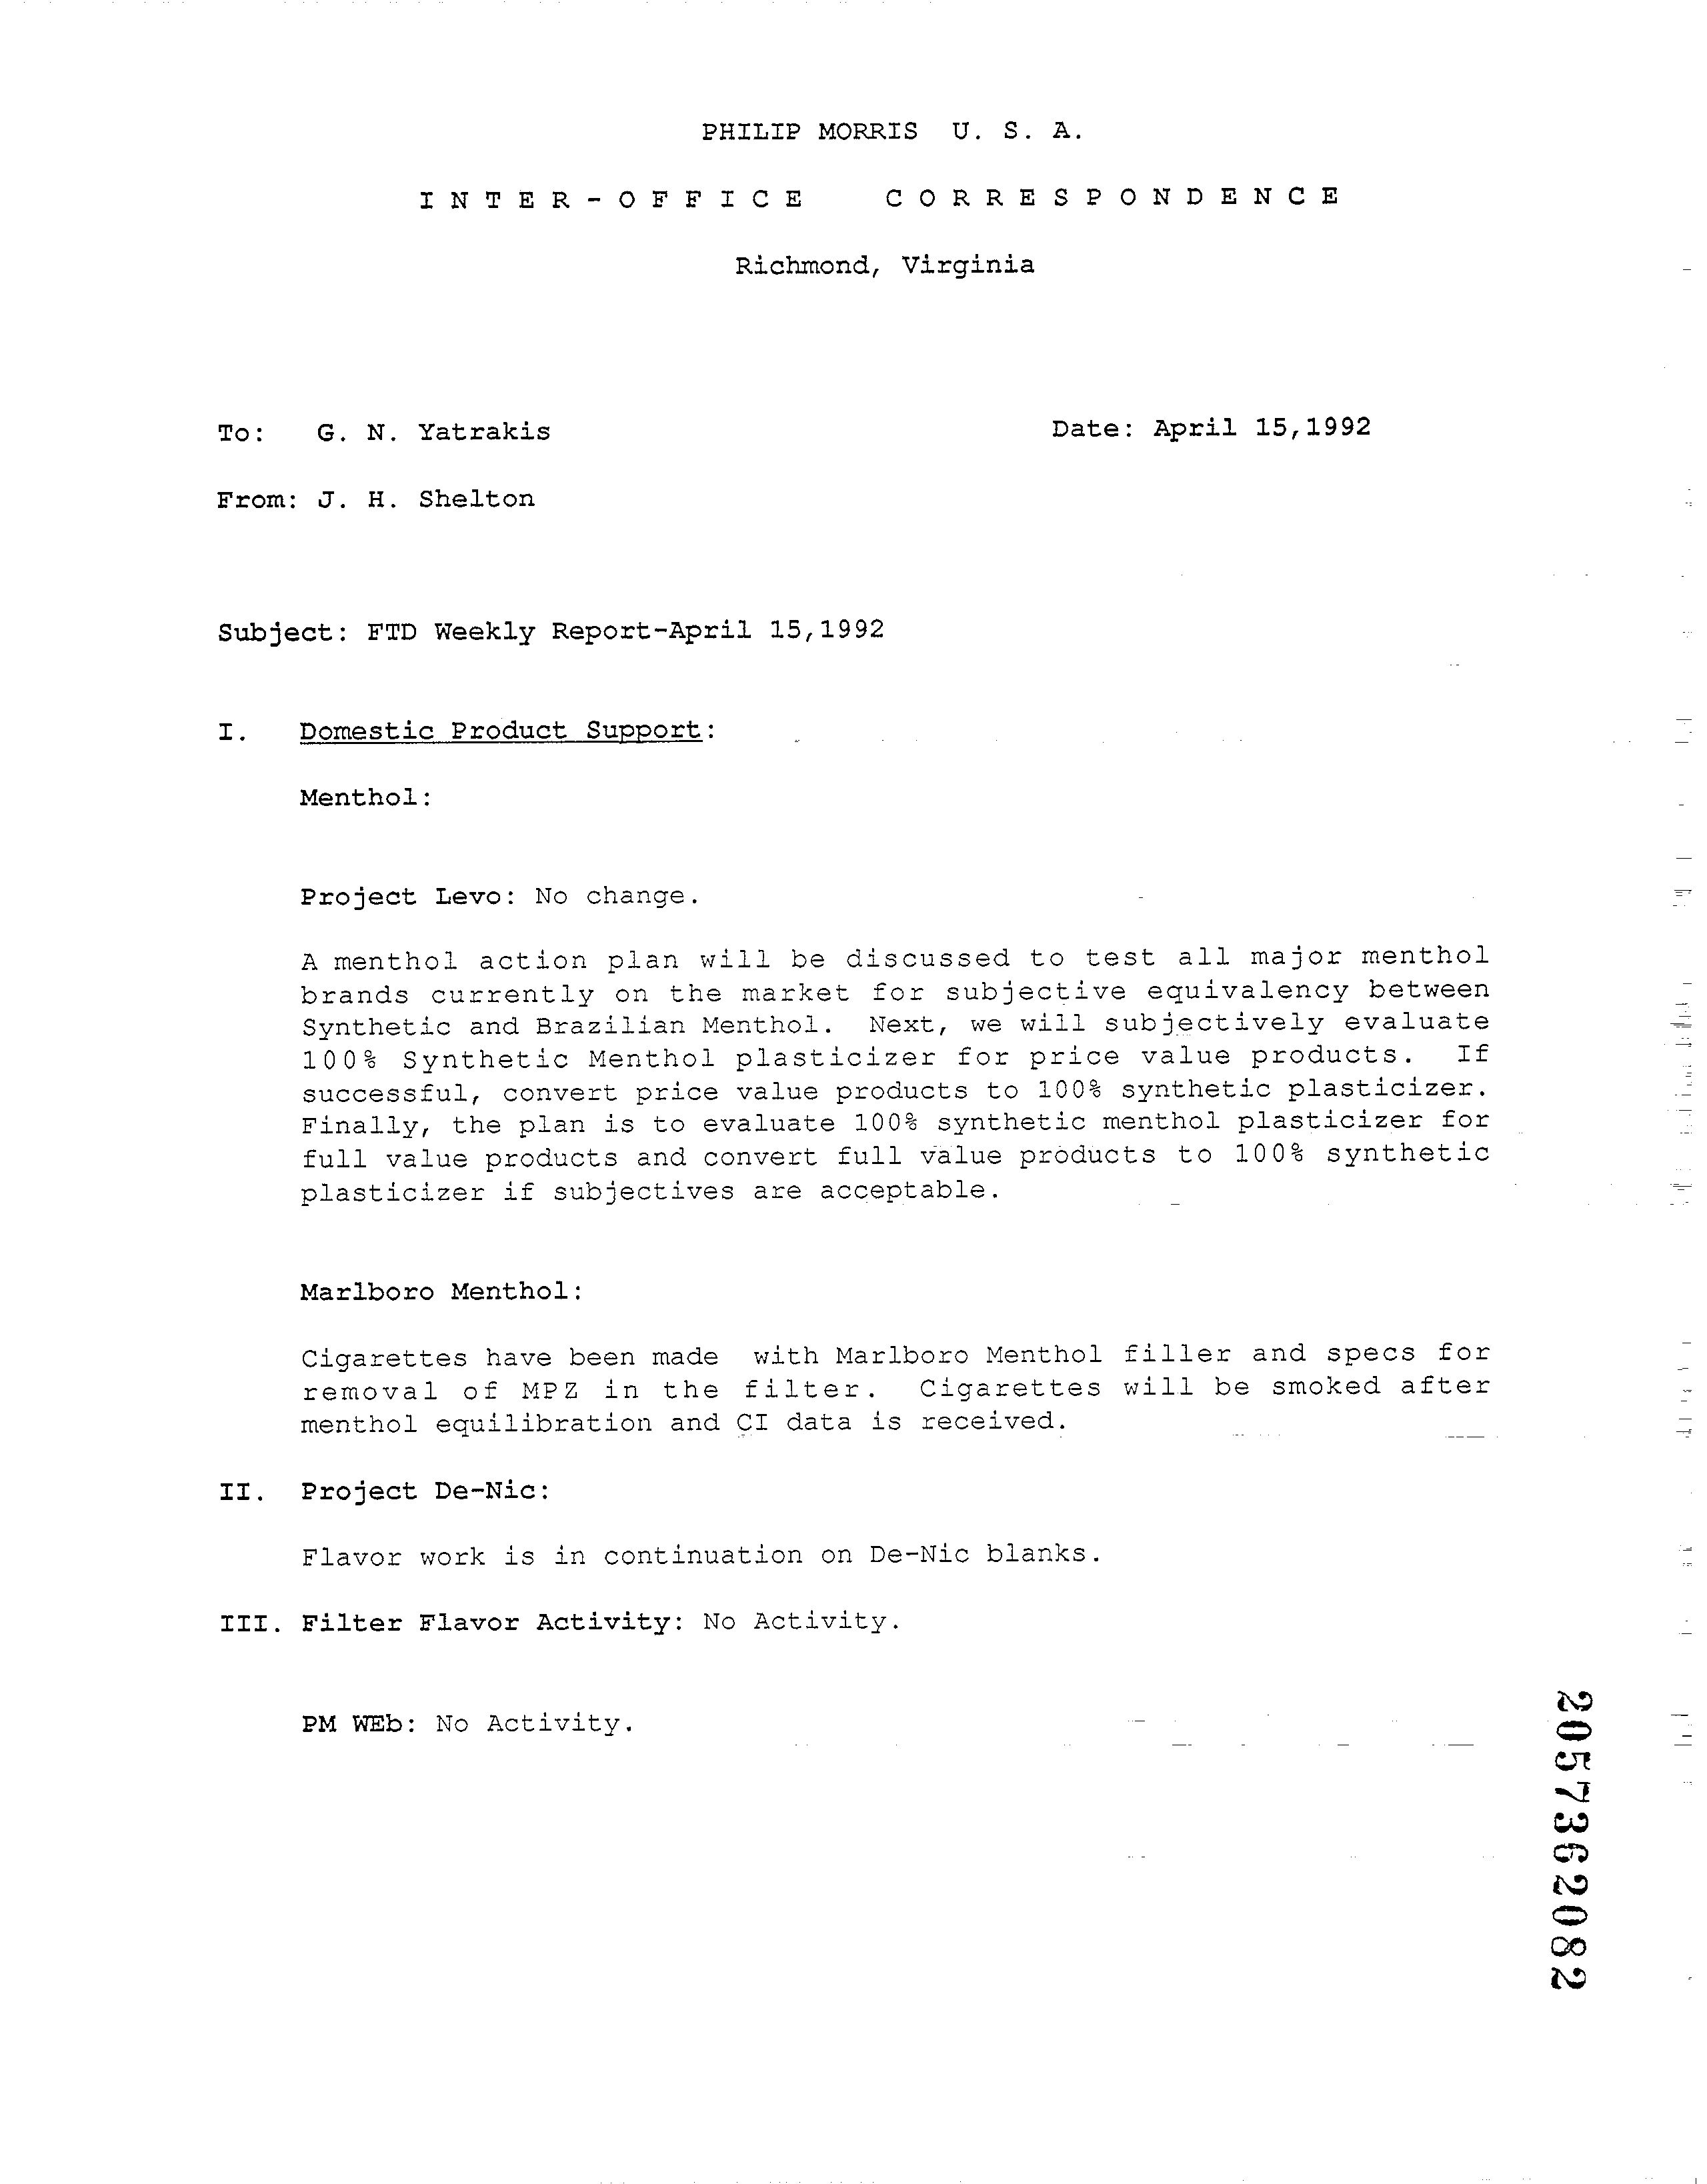 PHILIP MORRIS U. S. A.
INTER-OFFICE CORRESPONDENCE
Richmond, Virginia
To: G. N. Yatrakis Date: April 15,1992
From: J. H. Shelton
Subject: FTD Weekly Report-April 15,1992
I. Domestic Product Support:
Menthol:
Project Levo: No change.
A menthol action plan will be discussed to test all major menthol
brands currently on the market for subjective equivalency between
Synthetic and Brazilian Menthol. Next, we will subjectively evaluate
100% Synthetic Menthol plasticizer for price value products. If
successful, convert price value products to 100% synthetic plasticizer.
Finally, the plan is to evaluate 100% synthetic menthol plasticizer for
full value products and convert full value products to 100% synthetic
plasticizer if subjectives are acceptable.
Marlboro Menthol:
Cigarettes have been made with Marlboro Menthol filler and specs for
removal of MPZ in the filter. Cigarettes will be smoked after
menthol equilibration and CI data is received.
II. Project De-Nic:
Flavor work is in continuation on De-Nic blanks.
III. Filter Flavor Activity: No Activity.
PM WEb: No Activity.
2057362082